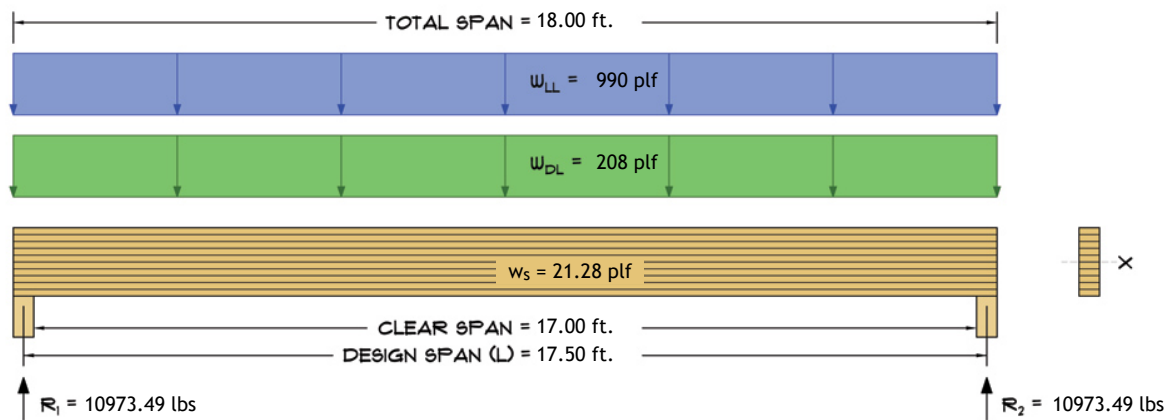 TOTAL SPAN = 18.00 ft.
WLL = 990 plf
WDL = 208 plf
ws = 21.28 plf
X
CLEAR SPAN = 17.00 ft.
DESIGN SPAN (L) = 17.50 ft.
R1 = 10973.49 lbs
R2 = 10973.49 lbs